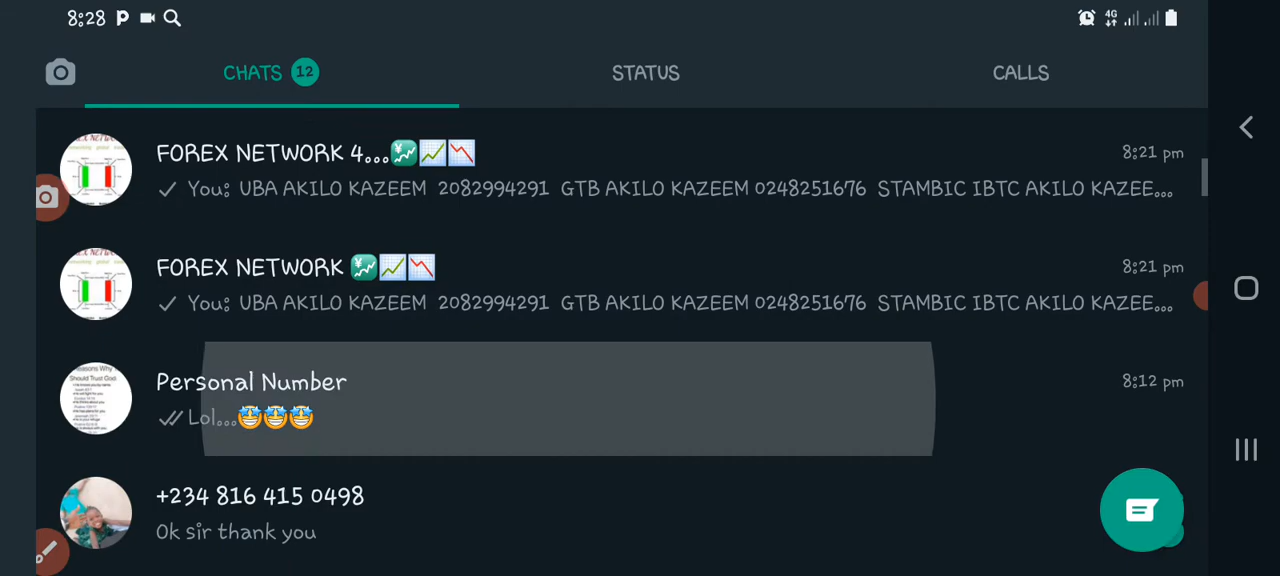 8:28
4G
CHATS 12
STATUS
CALLS
FOREX NETWORK 4...
8:21 pm
You: UBA AKILO KAZEEM 2082994291 GTB AKILO KAZEEM 0248251676 STAMBIC IBTC AKILO KAZEE...
FOREX NETWORK
8:21 pm
You: UBA AKILO KAZEEM 2082994291 GTB AKILO KAZEEM 0248251676 STAMBIC IBTC AKILO KAZEE...
Personal Number
8:12 pm
Lol...🤩🤩🤩
+234 816 415 0498
Ok sir thank you